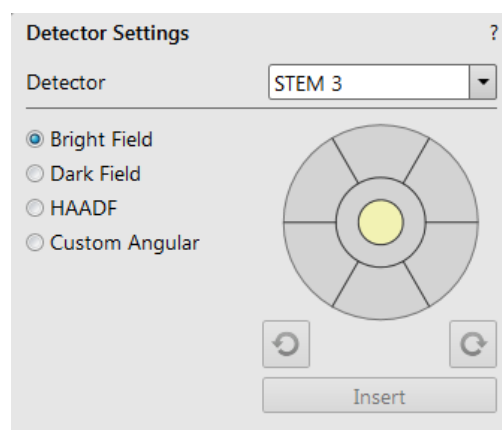 Detector Settings ?
Detector STEM 3
Bright Field
Dark Field
HAADF
Custom Angular
Insert